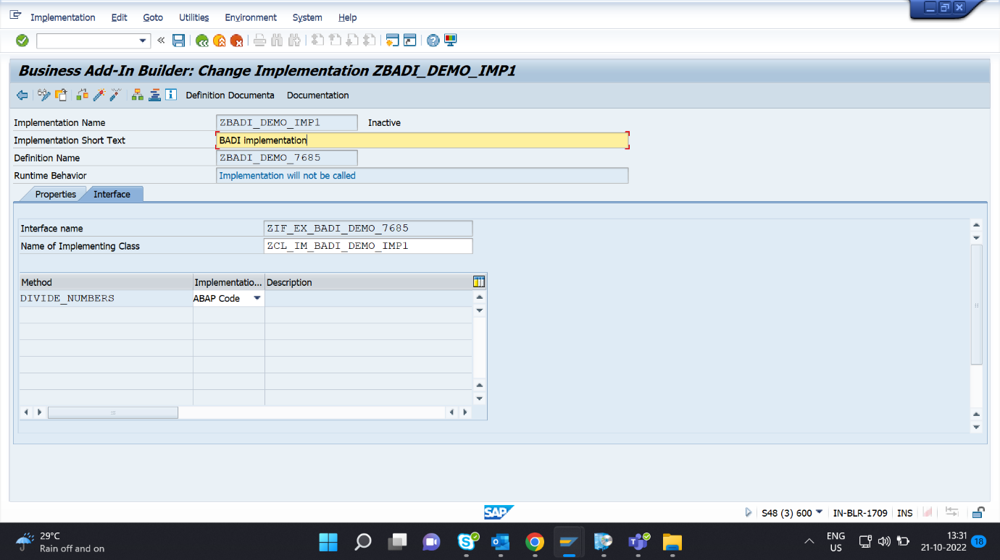 Implementation Edit Goto Utilities Environment System Help
Business Add-In Builder: Change Implementation ZBADI_DEMO_IMP1
Definition Documenta Documentation
Implementation Name ZBADI_DEMO_IMP1 Inactive
Implementation Short Text BADI implementation
Definition Name ZBADI_DEMO_7685
Runtime Behavior Implementation will not be called
Properties Interface
Interface name ZIF_EX_BADI_DEMO_7685
Name of Implementing Class ZCL_IM_BADI_DEMO_IMP1
Method Implementatio... Description
DIVIDE_NUMBERS ABAP Code
SAP S48 (3) 600 IN-BLR-1709 INS
29°C
Rain off and on
ENG
US
13:31
21-10-2022
18